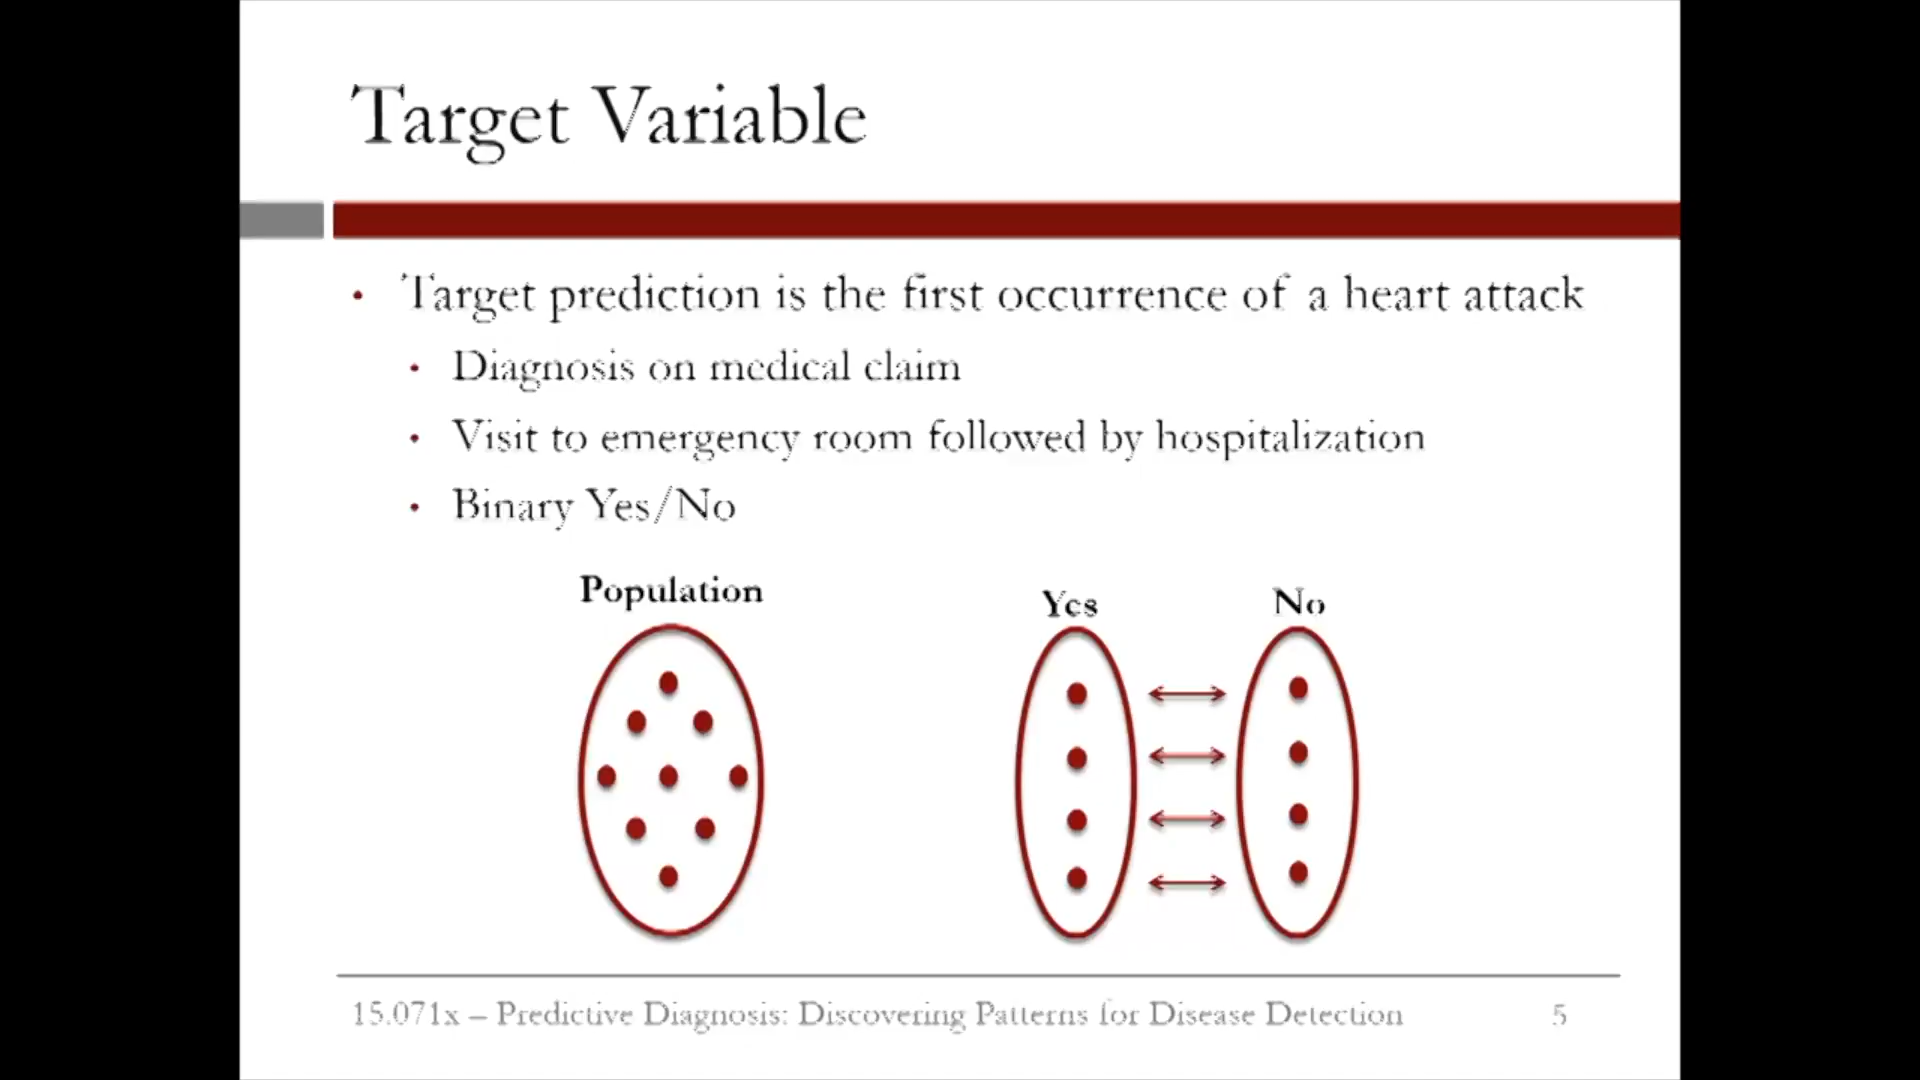 Target Variable
• Target prediction is the first occurrence of a heart attack
• Diagnosis on medical claim
• Visit to emergency room followed by hospitalization
• Binary Yes/No
Population
Yes No
15.071x – Predictive Diagnosis: Discovering Patterns for Disease Detection 5